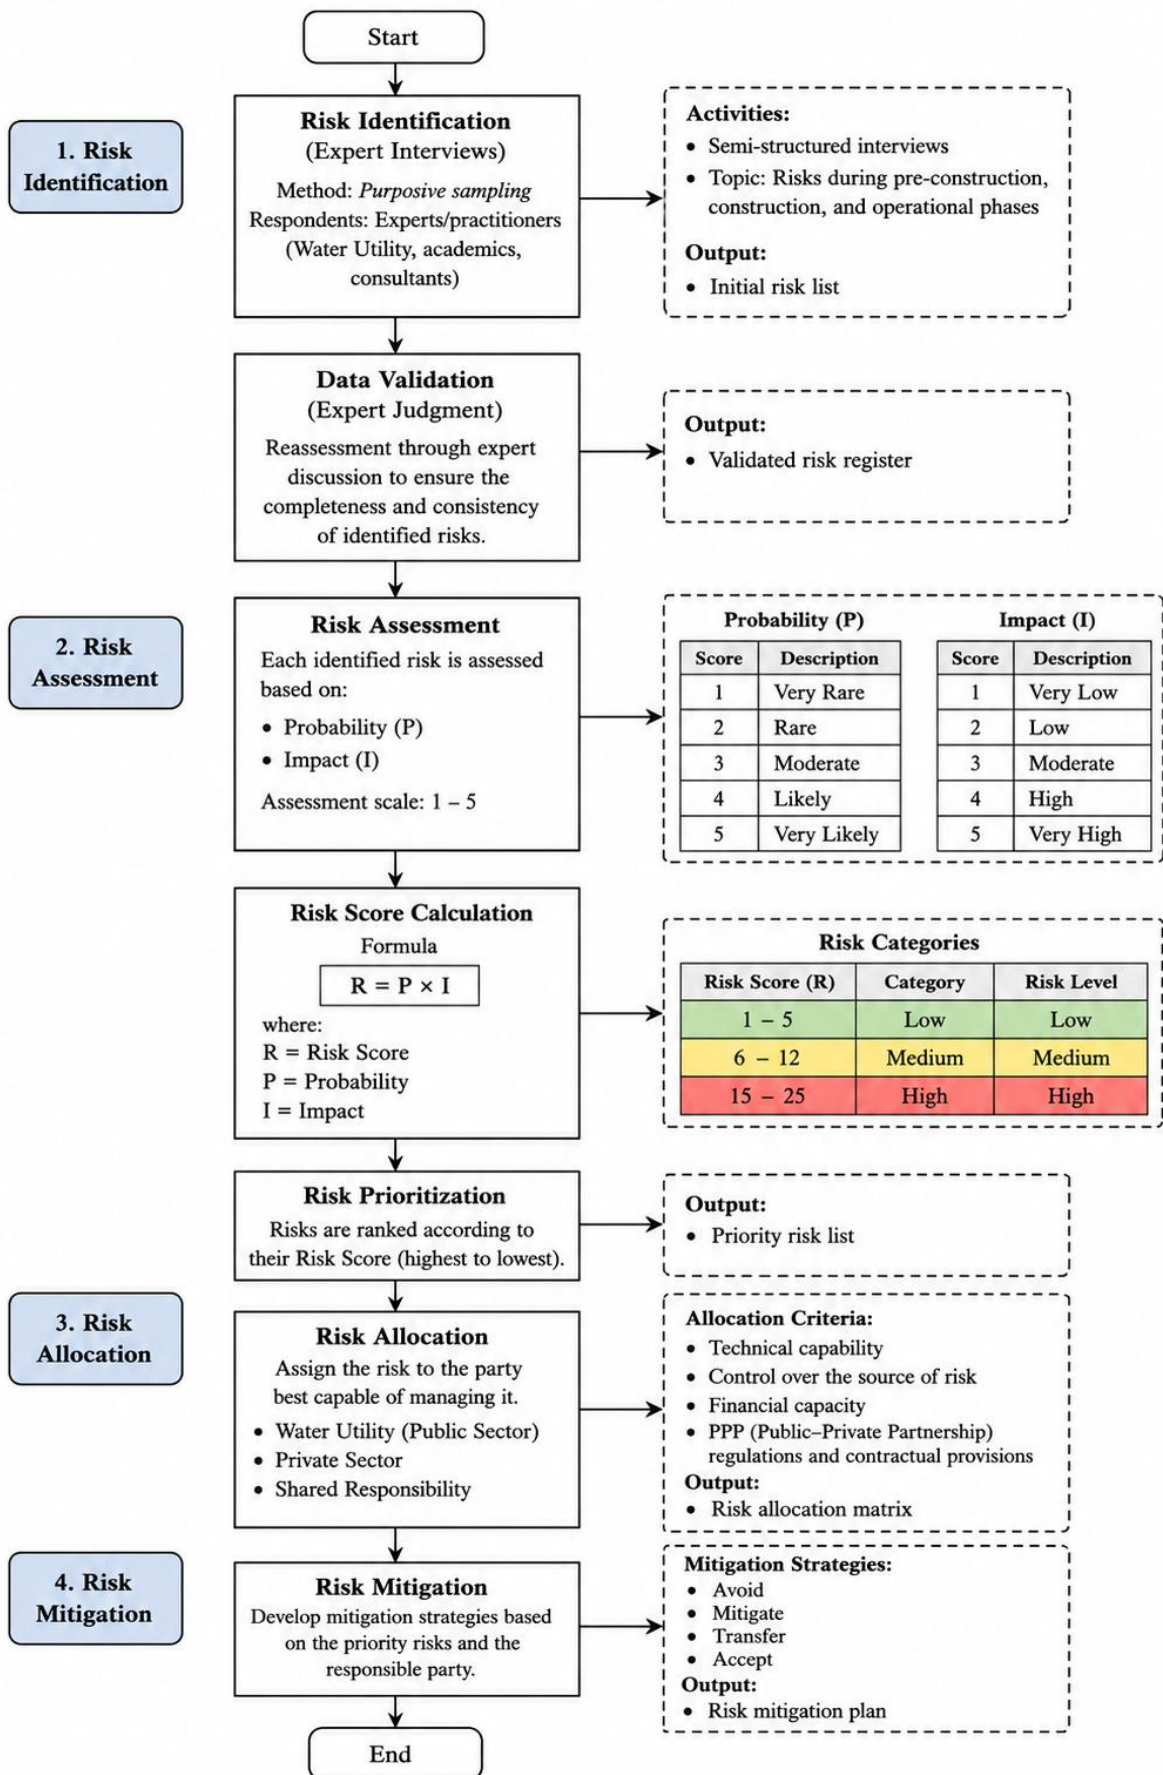 Start
1. Risk
Identification
Risk Identification
(Expert Interviews)
Method: Purposive sampling
Respondents: Experts/practitioners
(Water Utility, academics,
consultants)
Activities:
• Semi-structured interviews
• Topic: Risks during pre-construction,
construction, and operational phases
Output:
• Initial risk list
Data Validation
(Expert Judgment)
Reassessment through expert
discussion to ensure the
completeness and consistency
of identified risks.
Output:
• Validated risk register
2. Risk
Assessment
Risk Assessment
Each identified risk is assessed
based on:
• Probability (P)
• Impact (I)
Assessment scale: 1 – 5
Probability (P)
Score Description
1 Very Rare
2 Rare
3 Moderate
4 Likely
5 Very Likely
Impact (I)
Score Description
1 Very Low
2 Low
3 Moderate
4 High
5 Very High
Risk Score Calculation
Formula
R = P × I
where:
R = Risk Score
P = Probability
I = Impact
Risk Categories
Risk Score (R) Category Risk Level
1 – 5 Low Low
6 – 12 Medium Medium
15 – 25 High High
Risk Prioritization
Risks are ranked according to
their Risk Score (highest to lowest).
Output:
• Priority risk list
3. Risk
Allocation
Risk Allocation
Assign the risk to the party
best capable of managing it.
• Water Utility (Public Sector)
• Private Sector
• Shared Responsibility
Allocation Criteria:
• Technical capability
• Control over the source of risk
• Financial capacity
• PPP (Public–Private Partnership)
regulations and contractual provisions
Output:
• Risk allocation matrix
4. Risk
Mitigation
Risk Mitigation
Develop mitigation strategies based
on the priority risks and the
responsible party.
Mitigation Strategies:
• Avoid
• Mitigate
• Transfer
• Accept
Output:
• Risk mitigation plan
End